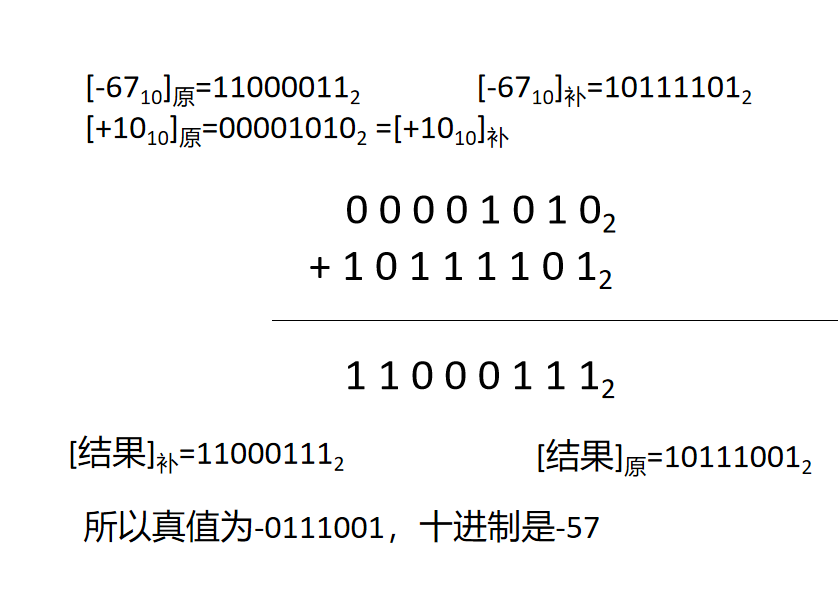 [-67₁₀]原=11000011₂ [-67₁₀]补=10111101₂
[+10₁₀]原=00001010₂ =[+10₁₀]补
0 0 0 0 1 0 1 0₂
+ 1 0 1 1 1 1 0 1₂
1 1 0 0 0 1 1 1₂
[结果]补=11000111₂ [结果]原=10111001₂
所以真值为-0111001，十进制是-57